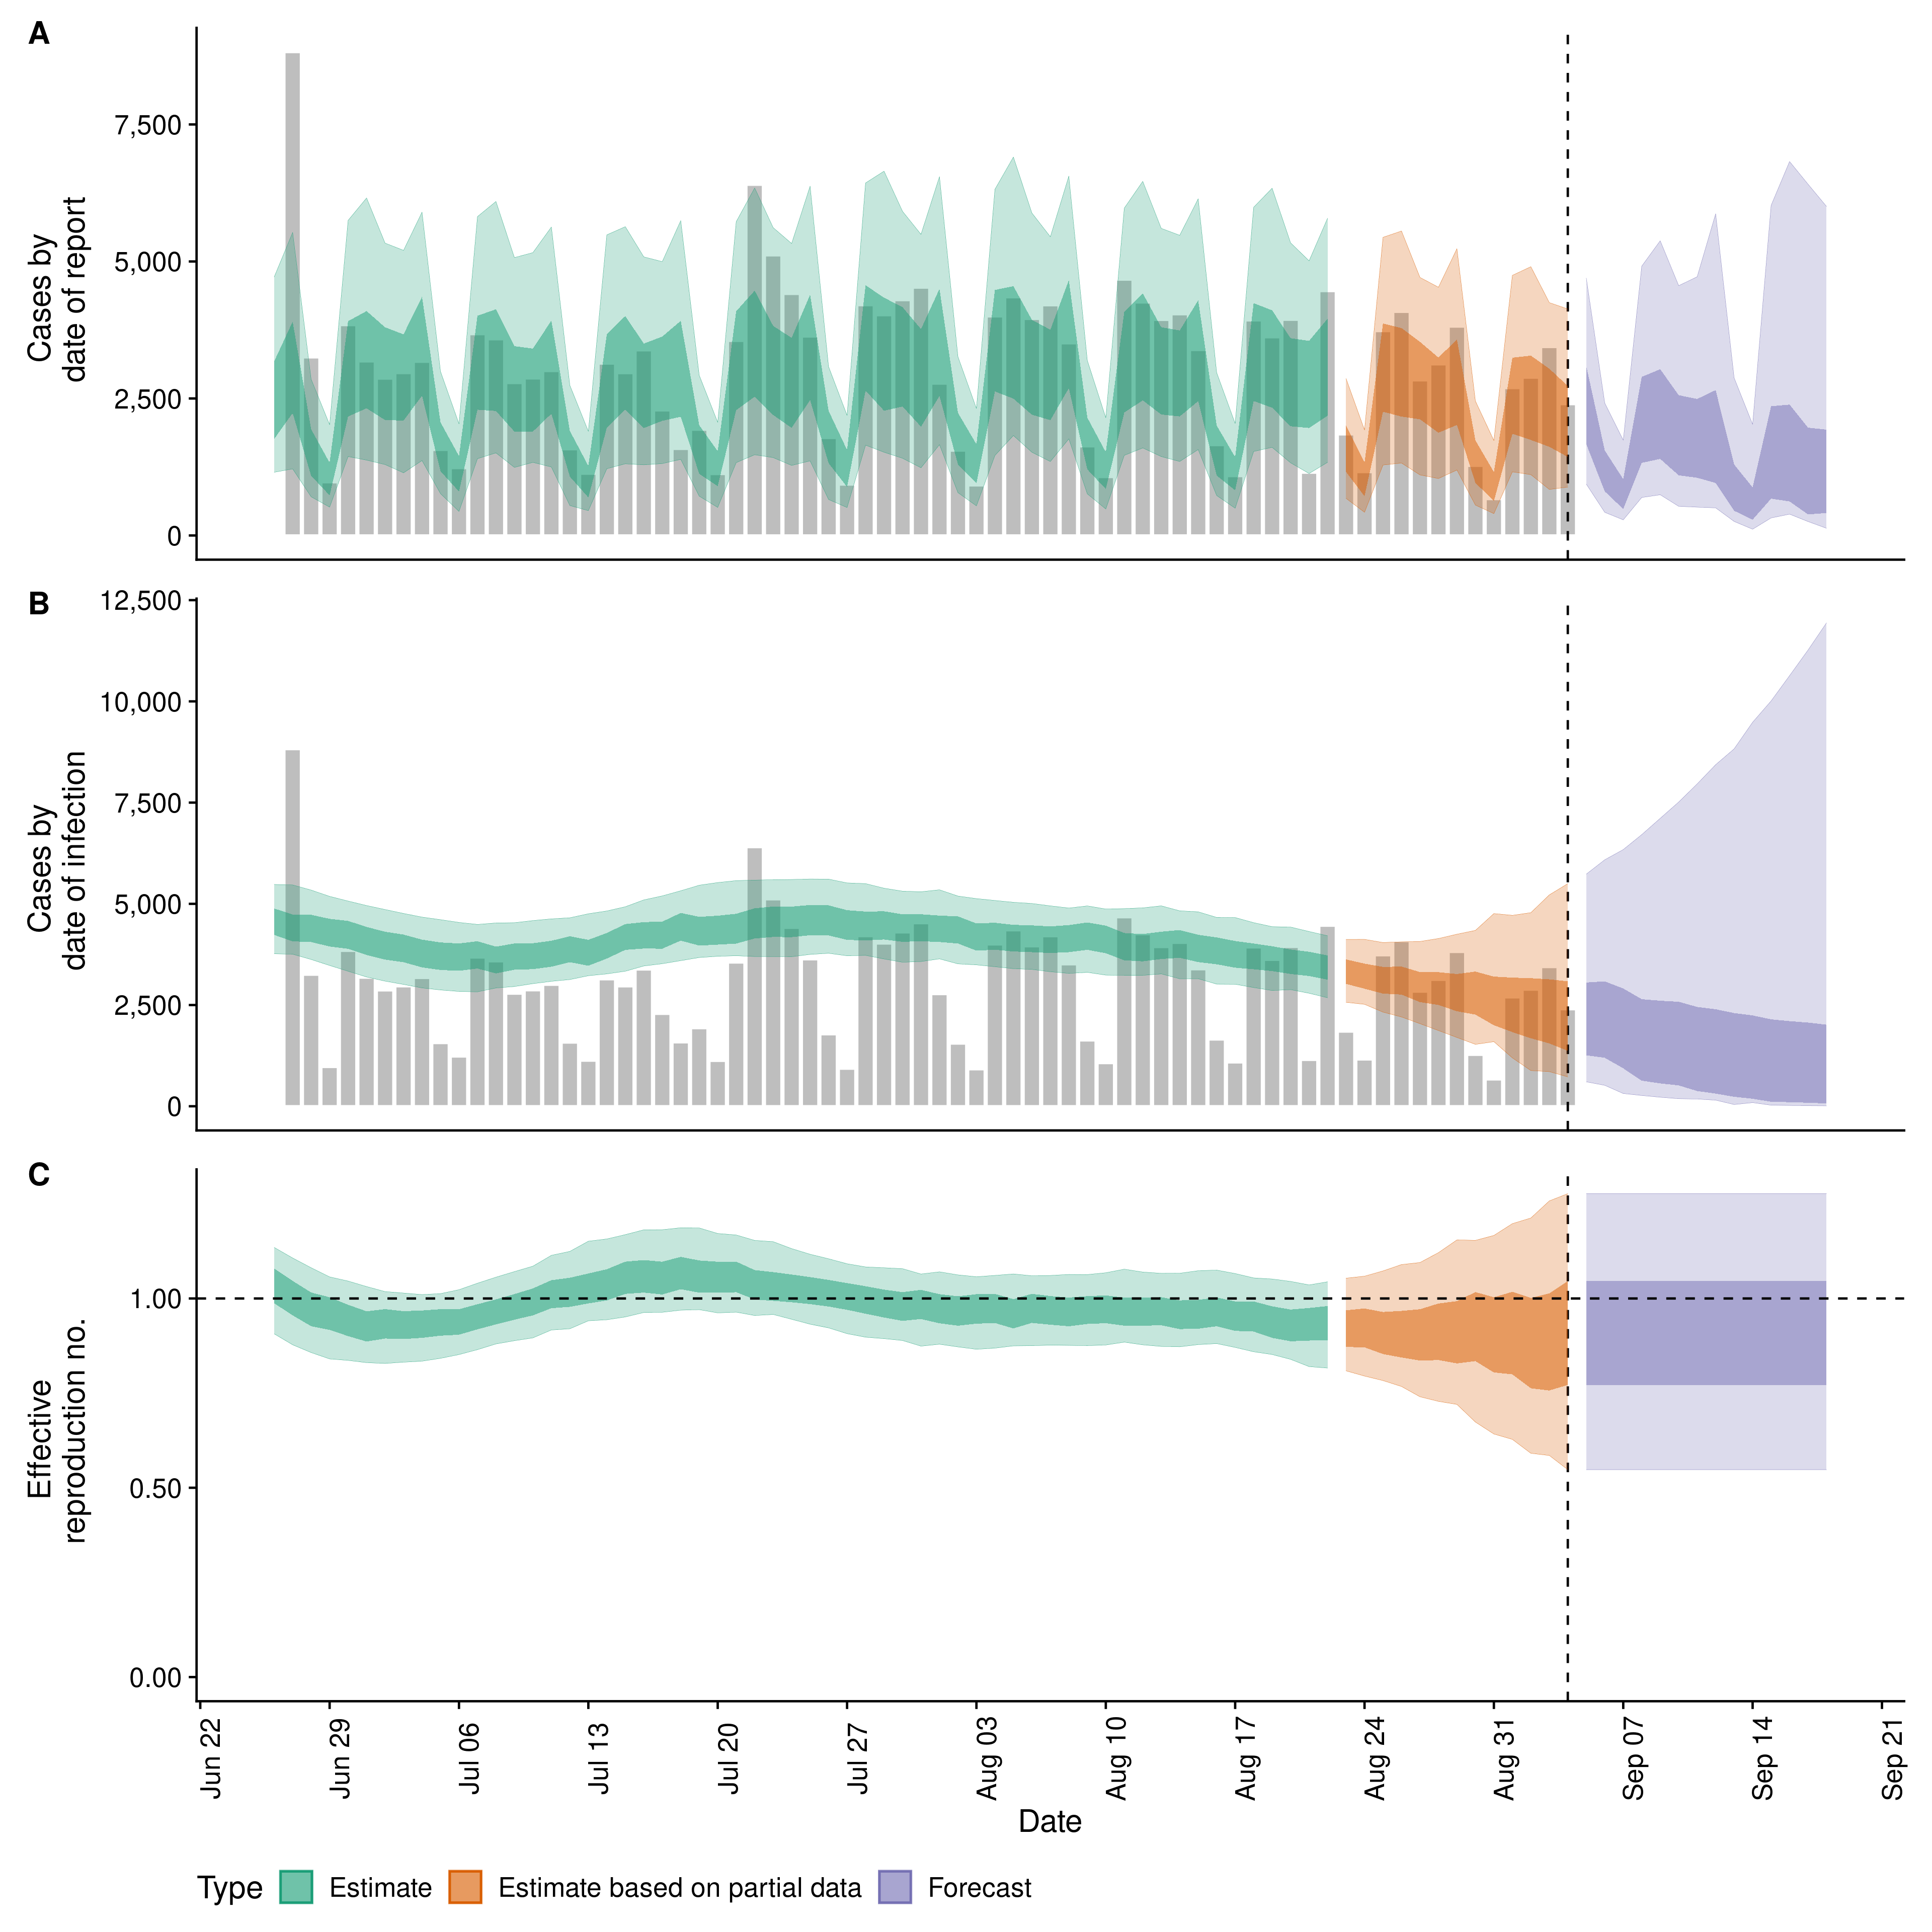 A
Cases by
date of report
7,500
5,000
2,500
0
B
Cases by
date of infection
12,500
10,000
7,500
5,000
2,500
0
C
Effective
reproduction no.
1.00
0.50
0.00
Jun 22
Jun 29
Jul 06
Jul 13
Jul 20
Jul 27
Aug 03
Aug 10
Aug 17
Aug 24
Aug 31
Sep 07
Sep 14
Sep 21
Date
Type Estimate Estimate based on partial data Forecast